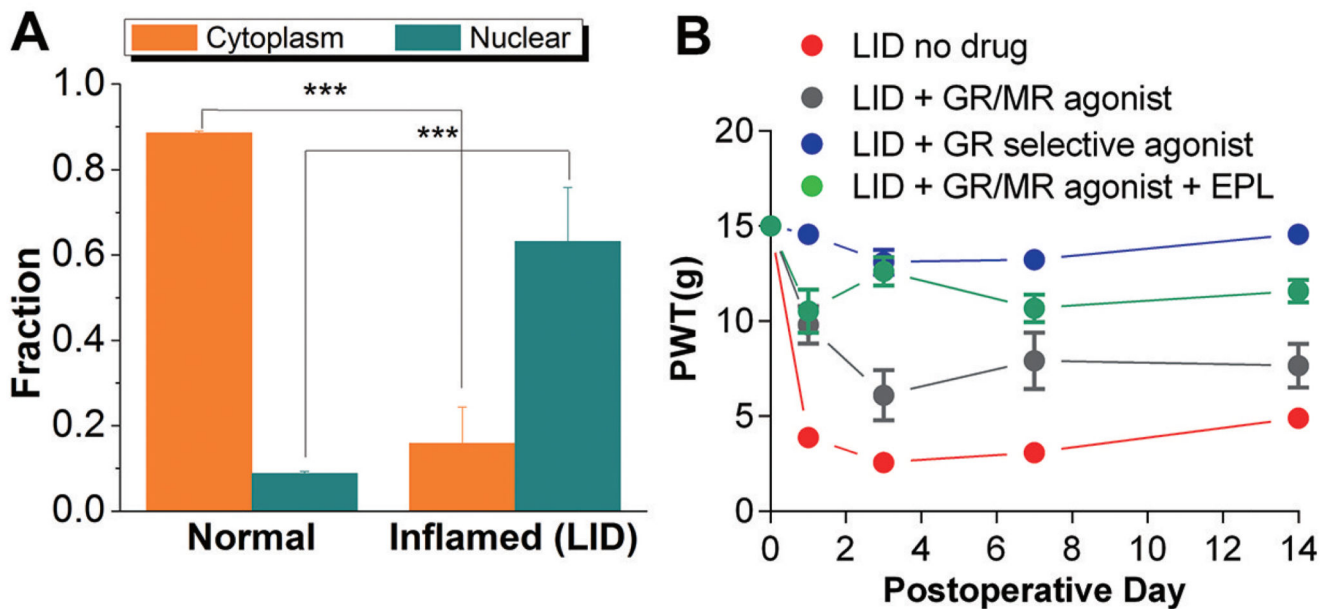 A
Cytoplasm Nuclear
1.0
0.8
0.6
0.4
0.2
0.0
Fraction
***
***
Normal Inflamed (LID)
B
LID no drug
LID + GR/MR agonist
LID + GR selective agonist
LID + GR/MR agonist + EPL
20
15
10
5
0
PWT(g)
0 2 4 6 8 10 12 14
Postoperative Day